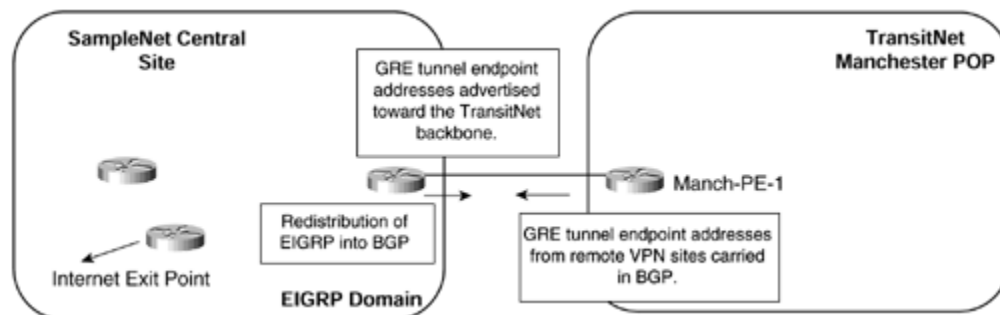 SampleNet Central
Site
GRE tunnel endpoint
addresses advertised
toward the TransitNet
backbone.
TransitNet
Manchester POP
Manch-PE-1
Redistribution of
EIGRP into BGP
GRE tunnel endpoint addresses
from remote VPN sites carried
in BGP.
Internet Exit Point
EIGRP Domain